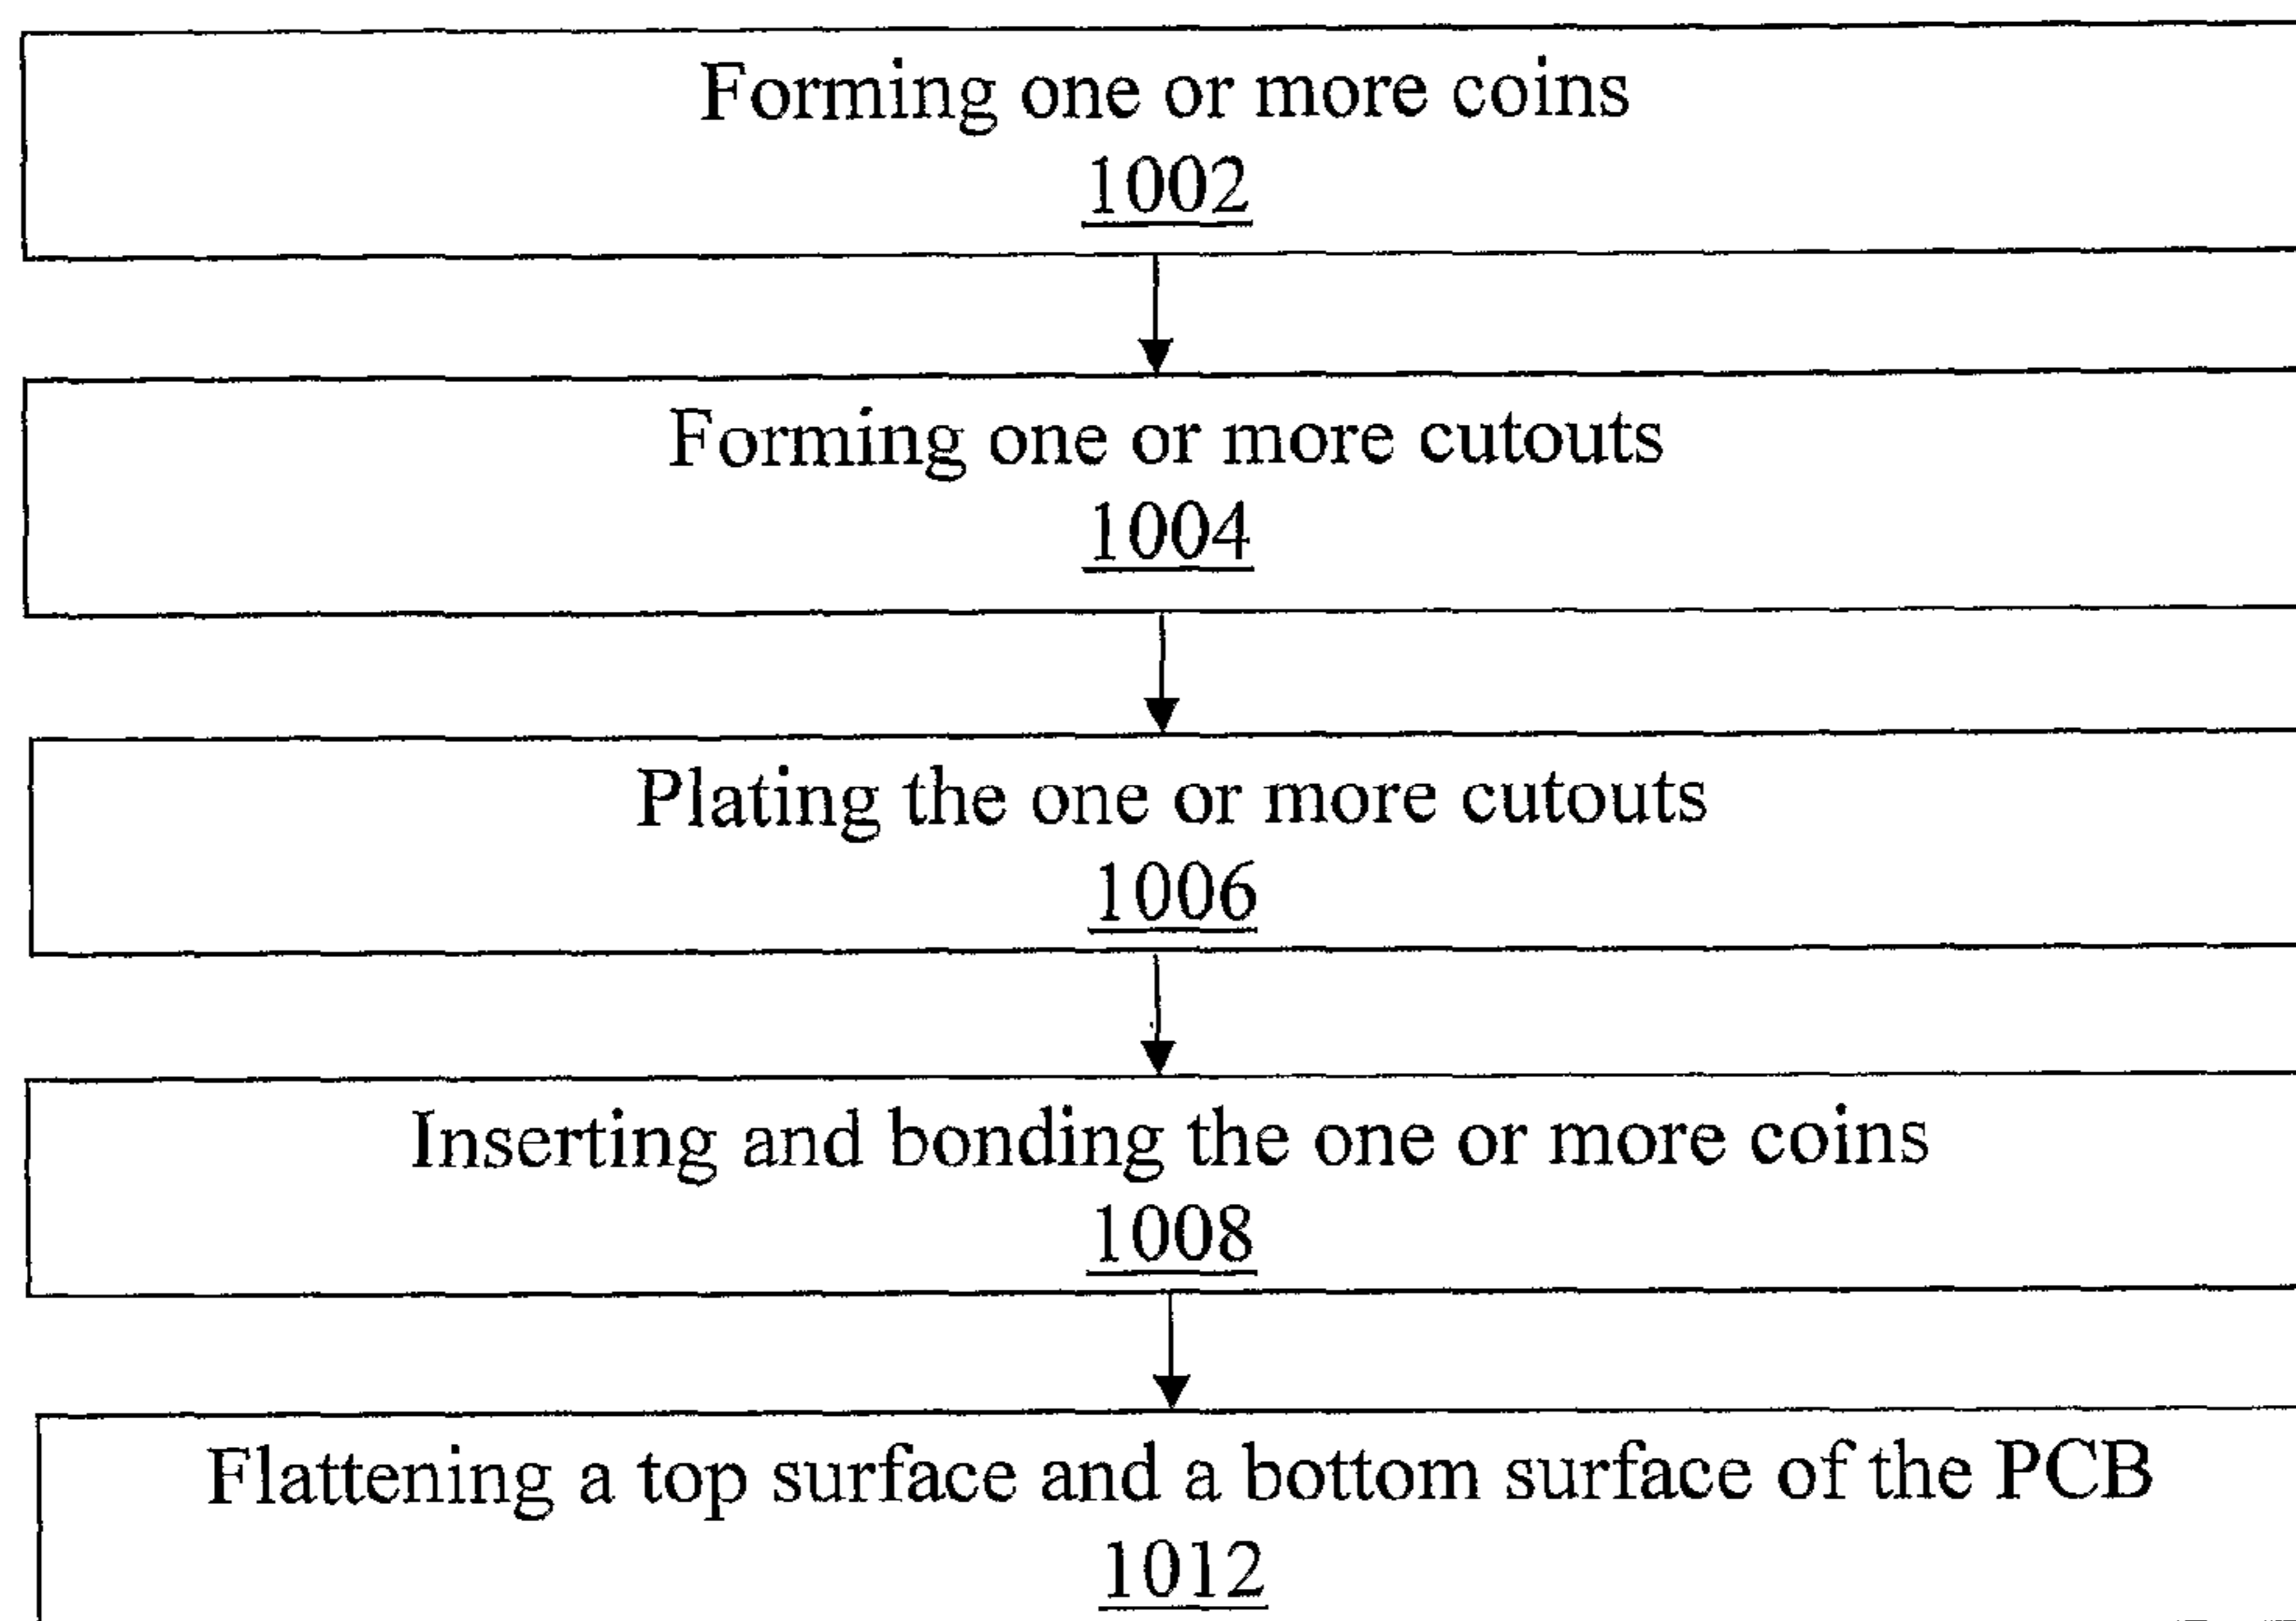 Forming one or more coins
1002
Forming one or more cutouts
1004
Plating the one or more cutouts
1006
Inserting and bonding the one or more coins
1008
Flattening a top surface and a bottom surface of the PCB
1012